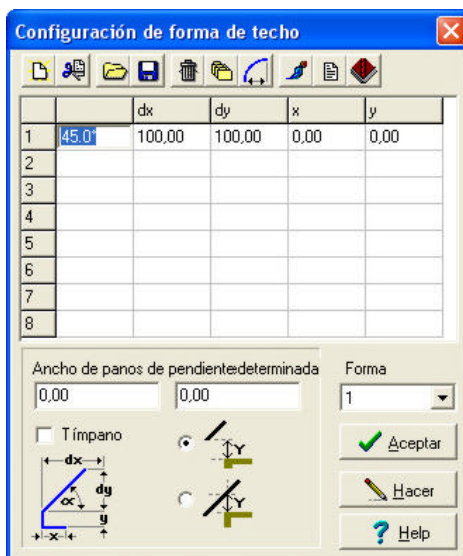 Configuración de forma de techo
dx dy x y
1 45.0° 100,00 100,00 0,00 0,00
2
3
4
5
6
7
8
Ancho de panos de pendientedeterminada
Forma
0,00 0,00 1
Tímpano
Y
Aceptar
dx
α dy
y
x
Y
Hacer
Help